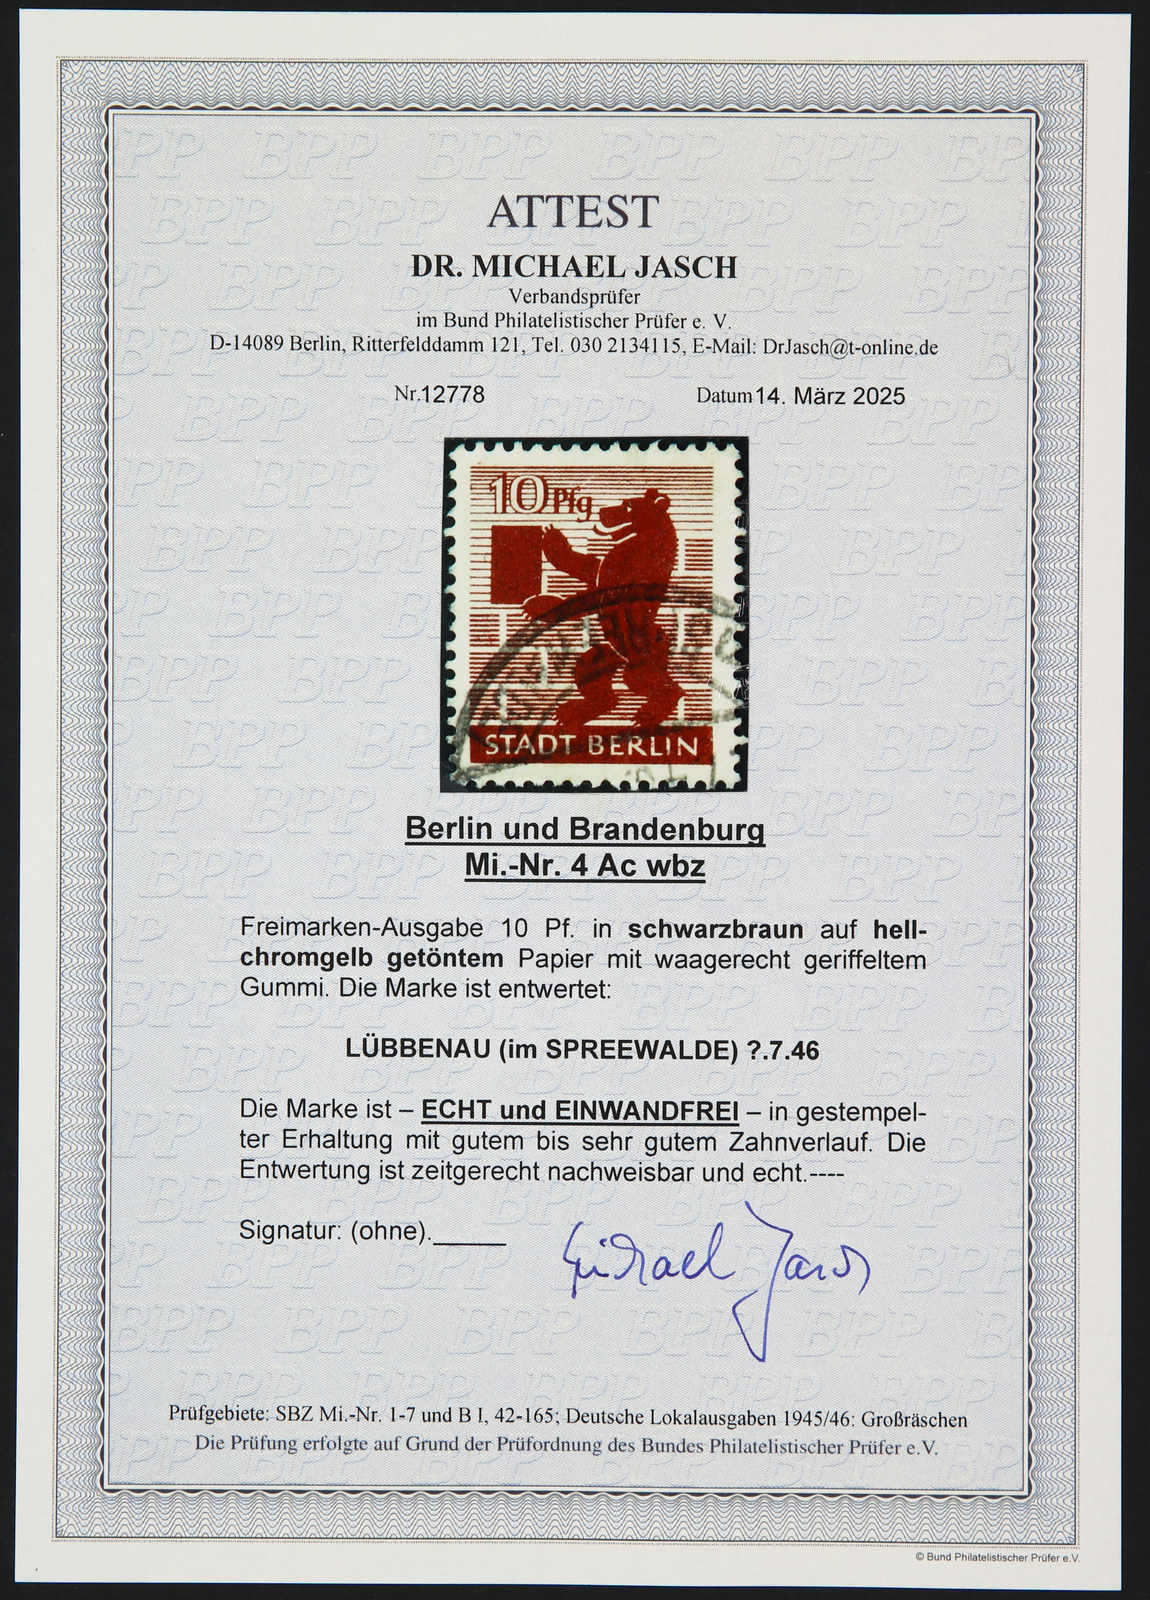 ATTEST
DR. MICHAEL JASCH
Verbandsprüfer
im Bund Philatelistischer Prüfer e. V.
D-14089 Berlin, Ritterfelddamm 121, Tel. 030 2134115, E-Mail: DrJasch@t-online.de
Nr.12778 Datum 14. März 2025
10 Pfg
STADT BERLIN
Berlin und Brandenburg
Mi.-Nr. 4 Ac wbz
Freimarken-Ausgabe 10 Pf. in schwarzbraun auf hell-
chromgelb getöntem Papier mit waagerecht geriffeltem
Gummi. Die Marke ist entwertet:
LÜBBENAU (im SPREEWALDE) ?.7.46
Die Marke ist – ECHT und EINWANDFREI – in gestempel-
ter Erhaltung mit gutem bis sehr gutem Zahnverlauf. Die
Entwertung ist zeitgerecht nachweisbar und echt.----
Signatur: (ohne).
Michael Jasch
Prüfgebiete: SBZ Mi.-Nr. 1-7 und B I, 42-165; Deutsche Lokalausgaben 1945/46: Großräschen
Die Prüfung erfolgte auf Grund der Prüfordnung des Bundes Philatelistischer Prüfer e.V.
© Bund Philatelistischer Prüfer e.V.